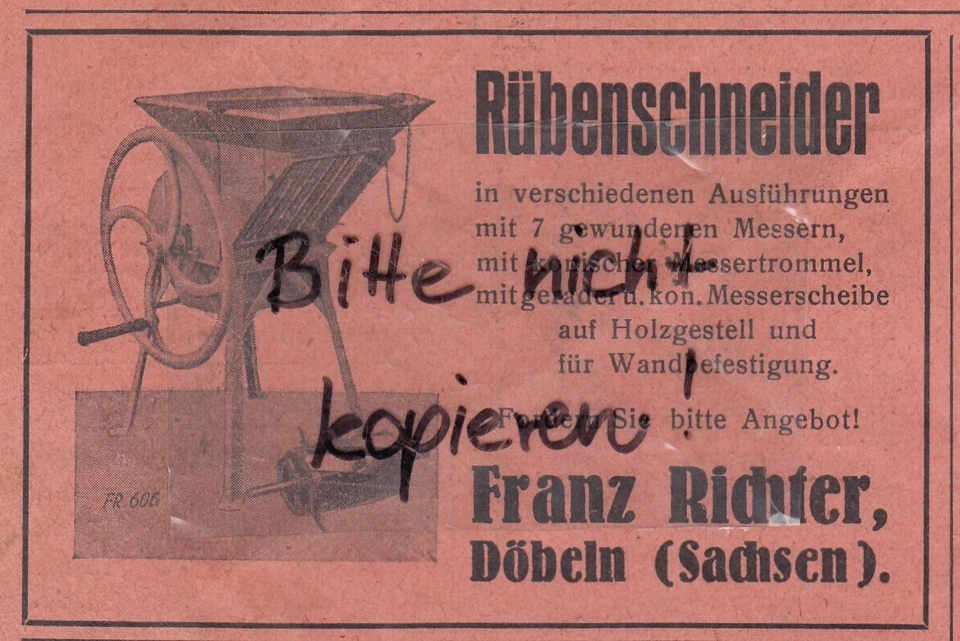 Rübenschneider
in verschiedenen Ausführungen
mit 7 gewundenen Messern,
mit konischer Messertrommel,
mit gerader u. kon. Messerscheibe
auf Holzgestell und
für Wandbefestigung.
Fordern Sie bitte Angebot!
Franz Richter,
Döbeln (Sachsen).
Bitte nicht
kopieren!
FR. 606